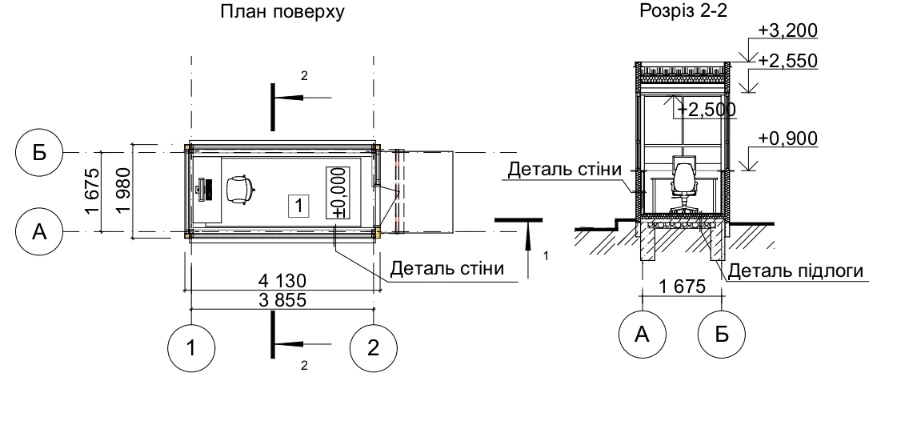 План поверху
Розріз 2-2
2
+3,200
+2,550
+2,500
+0,900
Б
А
1 675
1 980
1
±0,000
Деталь стіни
Деталь стіни
1
Деталь підлоги
4 130
3 855
1 675
1
2
2
А
Б